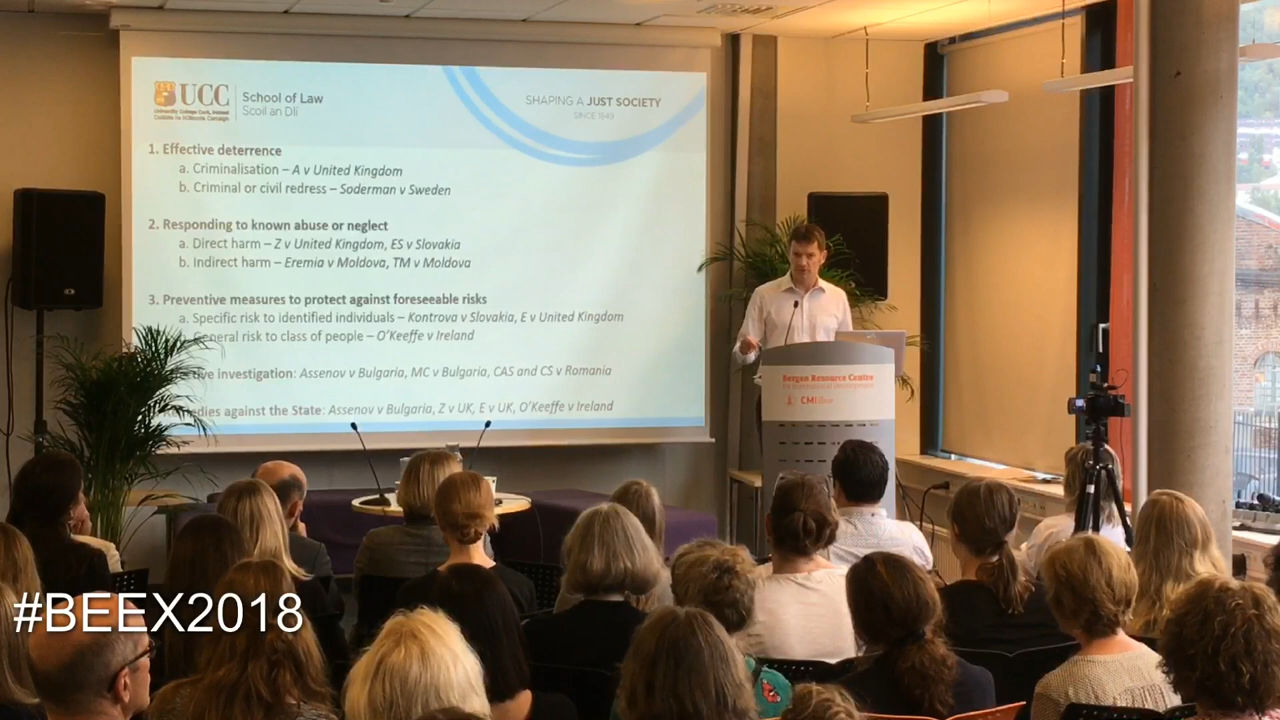 UCC
University College Cork, Ireland
Coláiste na hOllscoile Corcaigh
School of Law
Scoil an Dlí
SHAPING A JUST SOCIETY
SINCE 1849
1. Effective deterrence
a. Criminalisation – A v United Kingdom
b. Criminal or civil redress – Soderman v Sweden
2. Responding to known abuse or neglect
a. Direct harm – Z v United Kingdom, ES v Slovakia
b. Indirect harm – Eremia v Moldova, TM v Moldova
3. Preventive measures to protect against foreseeable risks
a. Specific risk to identified individuals – Kontrova v Slovakia, E v United Kingdom
General risk to class of people – O'Keeffe v Ireland
investigation: Assenov v Bulgaria, MC v Bulgaria, CAS and CS v Romania
against the State: Assenov v Bulgaria, Z v UK, E v UK, O'Keeffe v Ireland
Bergen Resource Centre
for International Development
CMI
#BEEX2018